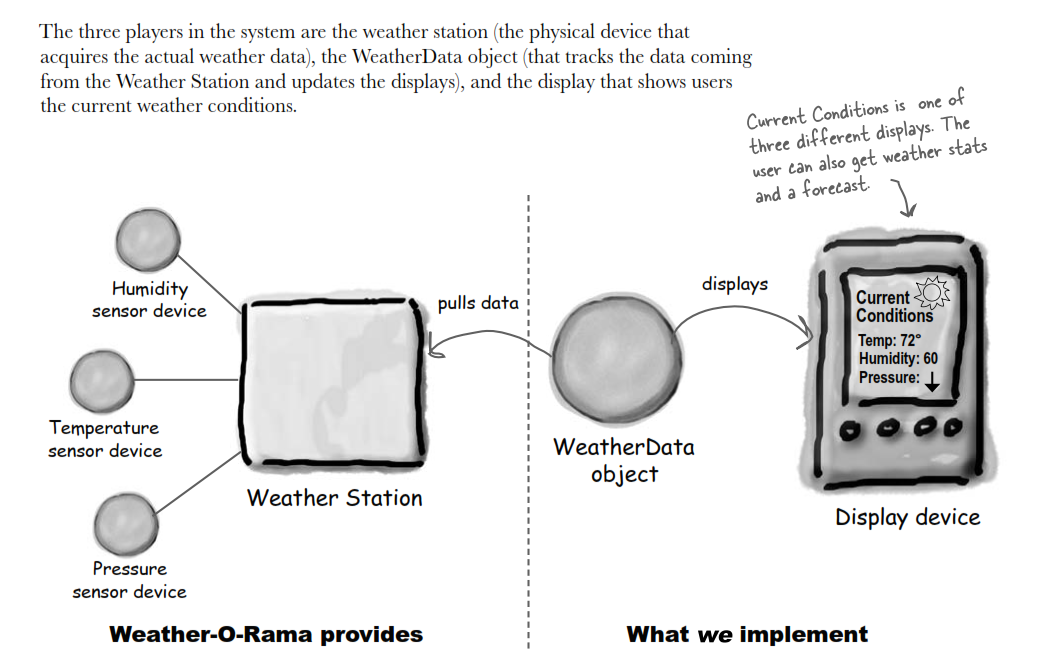 The three players in the system are the weather station (the physical device that
acquires the actual weather data), the WeatherData object (that tracks the data coming
from the Weather Station and updates the displays), and the display that shows users
the current weather conditions.
Current Conditions is one of
three different displays. The
user can also get weather stats
and a forecast.
Humidity
sensor device
Temperature
sensor device
Pressure
sensor device
Weather Station
pulls data
WeatherData
object
displays
Current
Conditions
Temp: 72°
Humidity: 60
Pressure:
Display device
Weather-O-Rama provides
What we implement